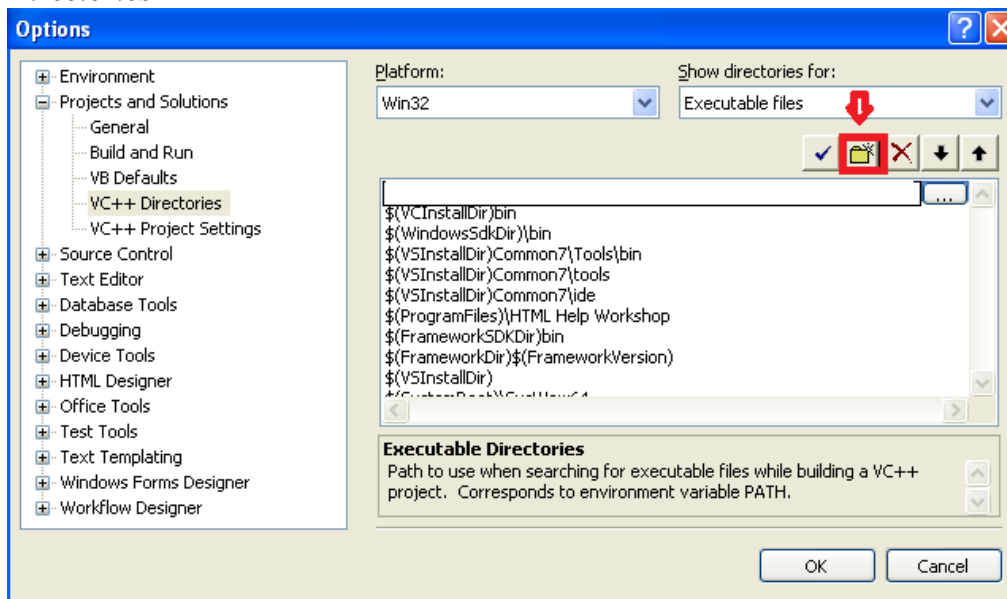 Options
Environment
Projects and Solutions
General
Build and Run
VB Defaults
VC++ Directories
VC++ Project Settings
Source Control
Text Editor
Database Tools
Debugging
Device Tools
HTML Designer
Office Tools
Test Tools
Text Templating
Windows Forms Designer
Workflow Designer
Platform:
Win32
Show directories for:
Executable files
...
$(VCInstallDir)bin
$(WindowsSdkDir)\bin
$(VSInstallDir)Common7\Tools\bin
$(VSInstallDir)Common7\tools
$(VSInstallDir)Common7\ide
$(ProgramFiles)\HTML Help Workshop
$(FrameworkSDKDir)bin
$(FrameworkDir)$(FrameworkVersion)
$(VSInstallDir)
Executable Directories
Path to use when searching for executable files while building a VC++
project. Corresponds to environment variable PATH.
OK
Cancel